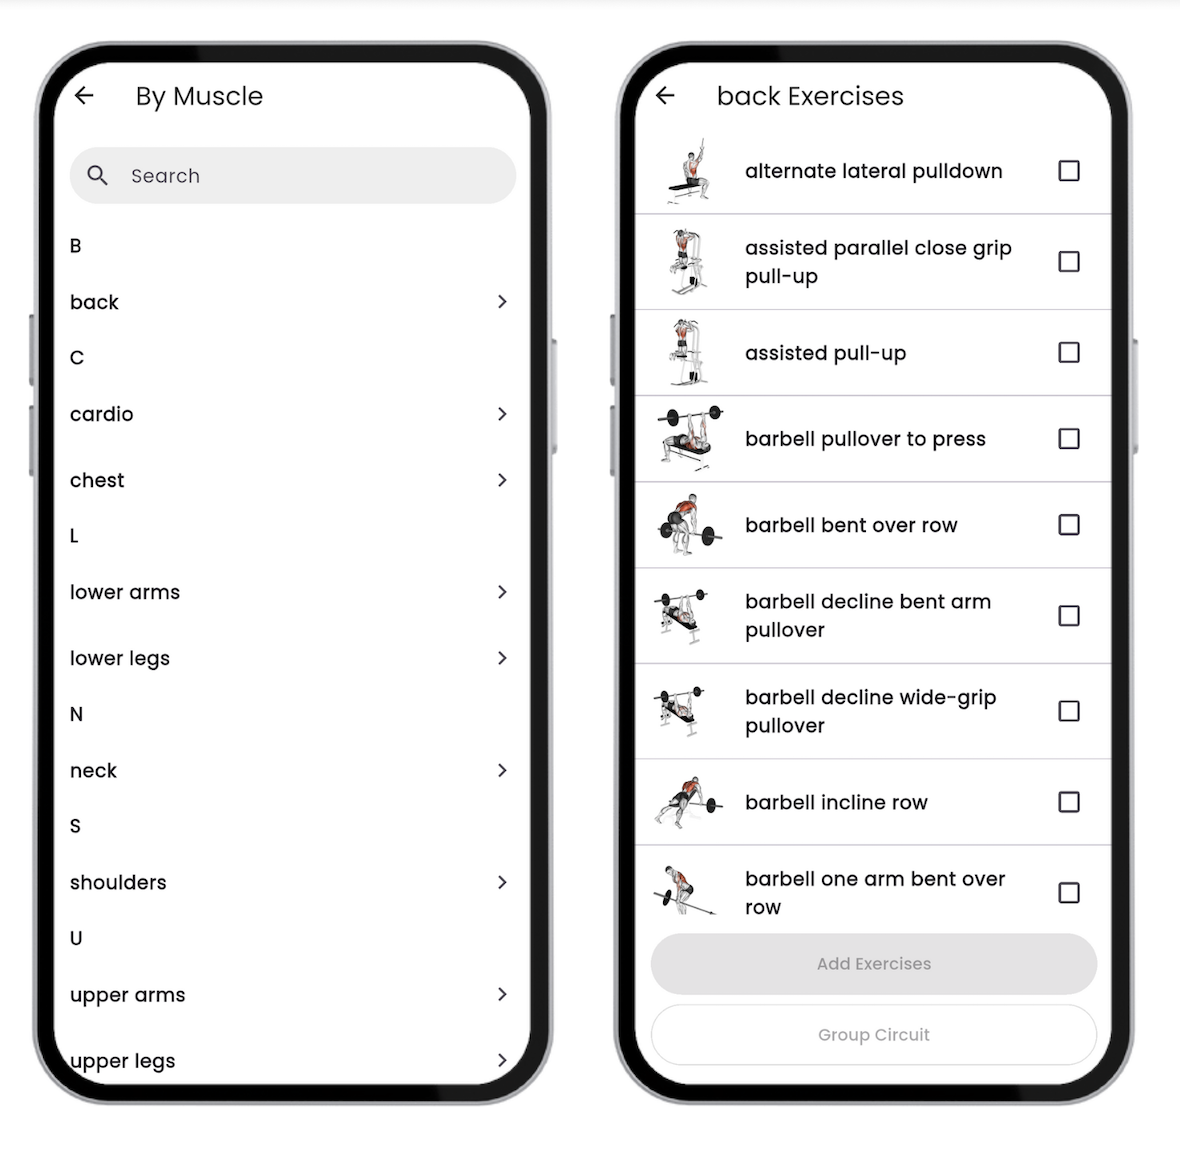 By Muscle
Search
B
back
C
cardio
chest
L
lower arms
lower legs
N
neck
S
shoulders
U
upper arms
upper legs
back Exercises
alternate lateral pulldown
assisted parallel close grip
pull-up
assisted pull-up
barbell pullover to press
barbell bent over row
barbell decline bent arm
pullover
barbell decline wide-grip
pullover
barbell incline row
barbell one arm bent over
row
Add Exercises
Group Circuit